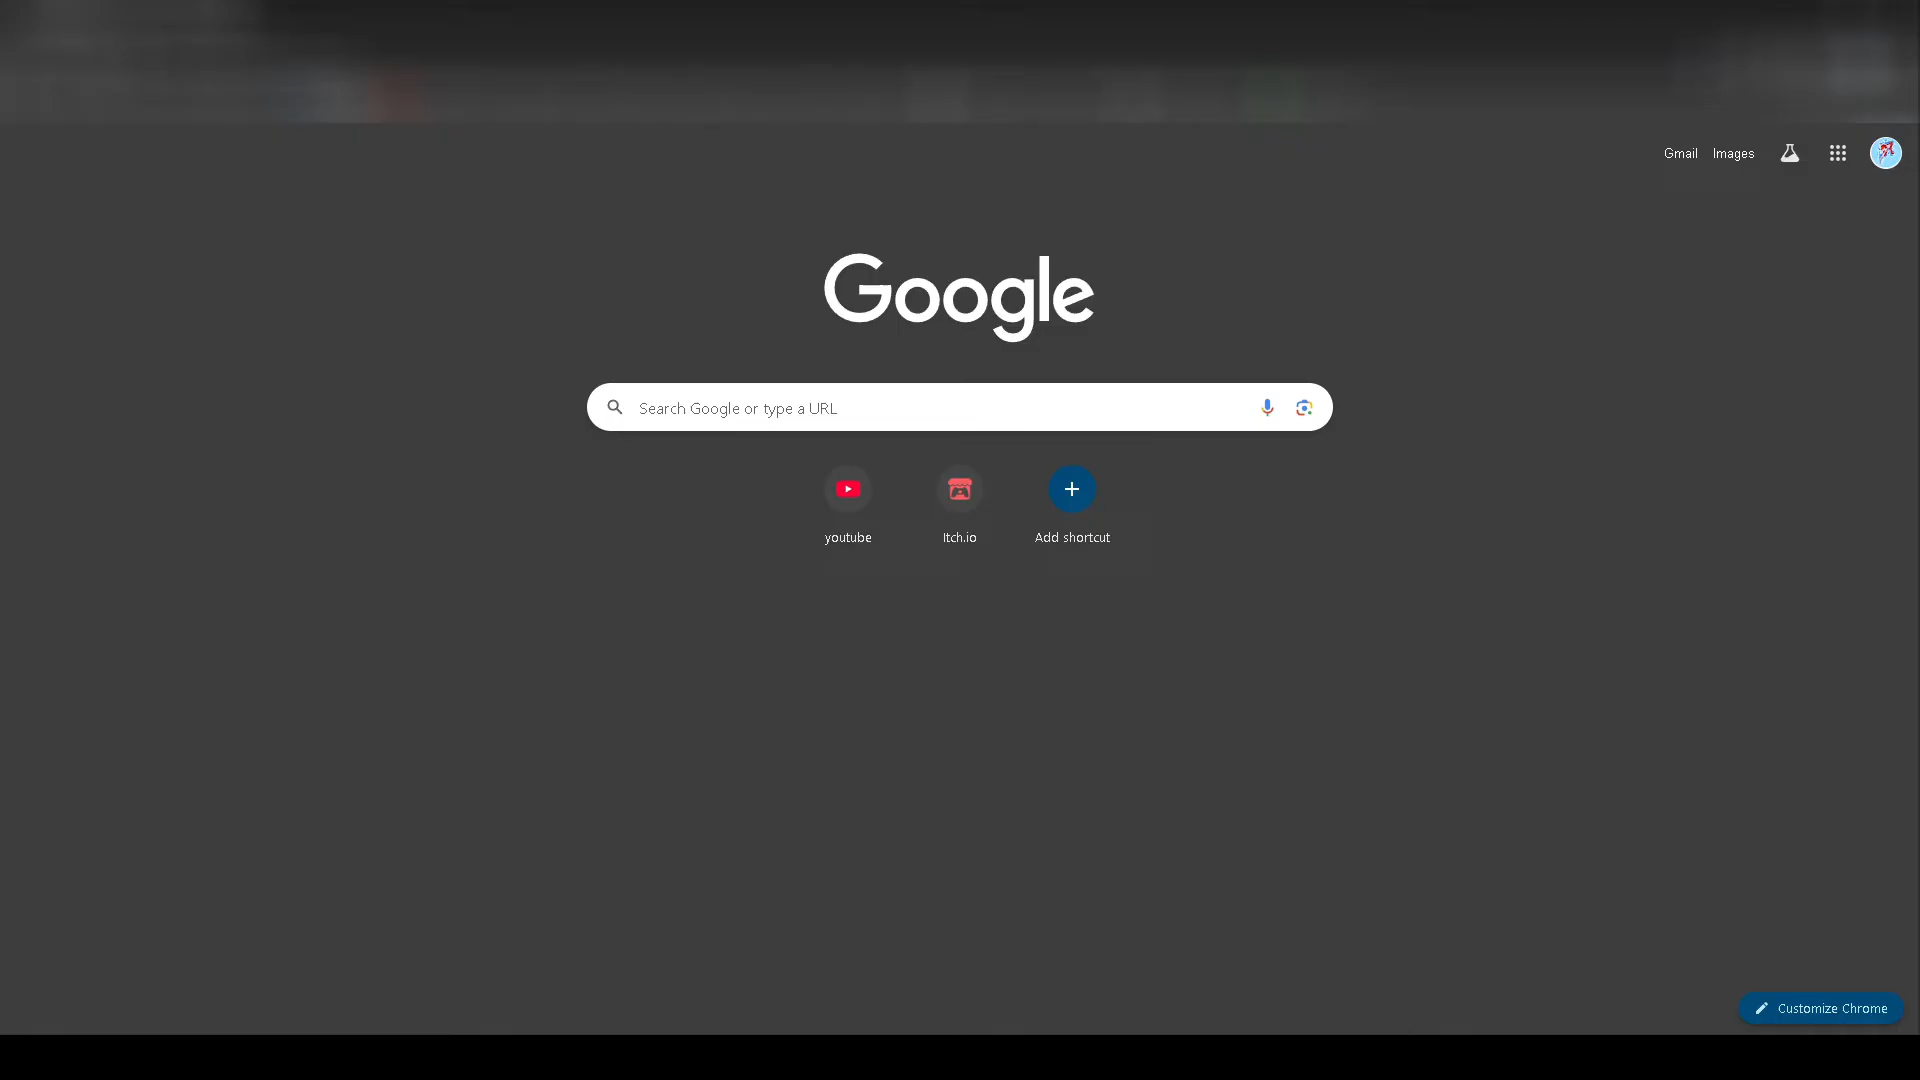 Gmail Images
Google
Search Google or type a URL
youtube Itch.io Add shortcut
Customize Chrome